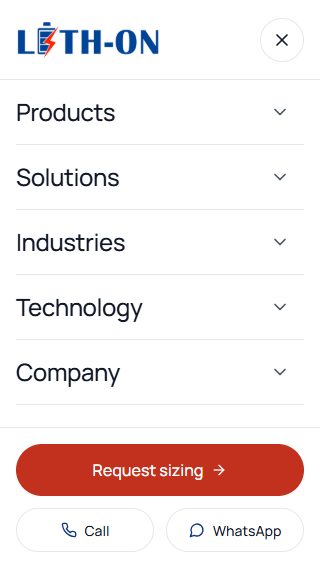 LITH-ON
Products
Solutions
Industries
Technology
Company
Request sizing
Call
WhatsApp